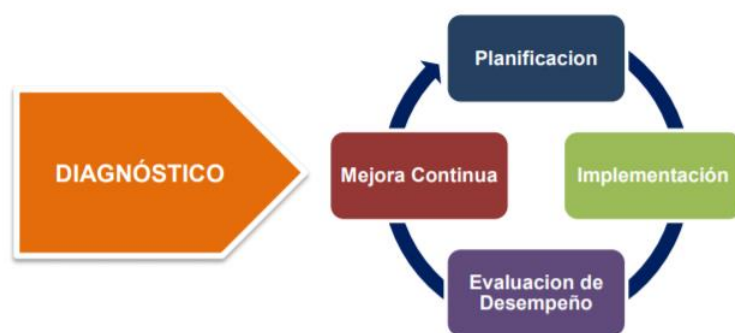 Planificacion
DIAGNÓSTICO
Mejora Continua
Implementación
Evaluacion de
Desempeño